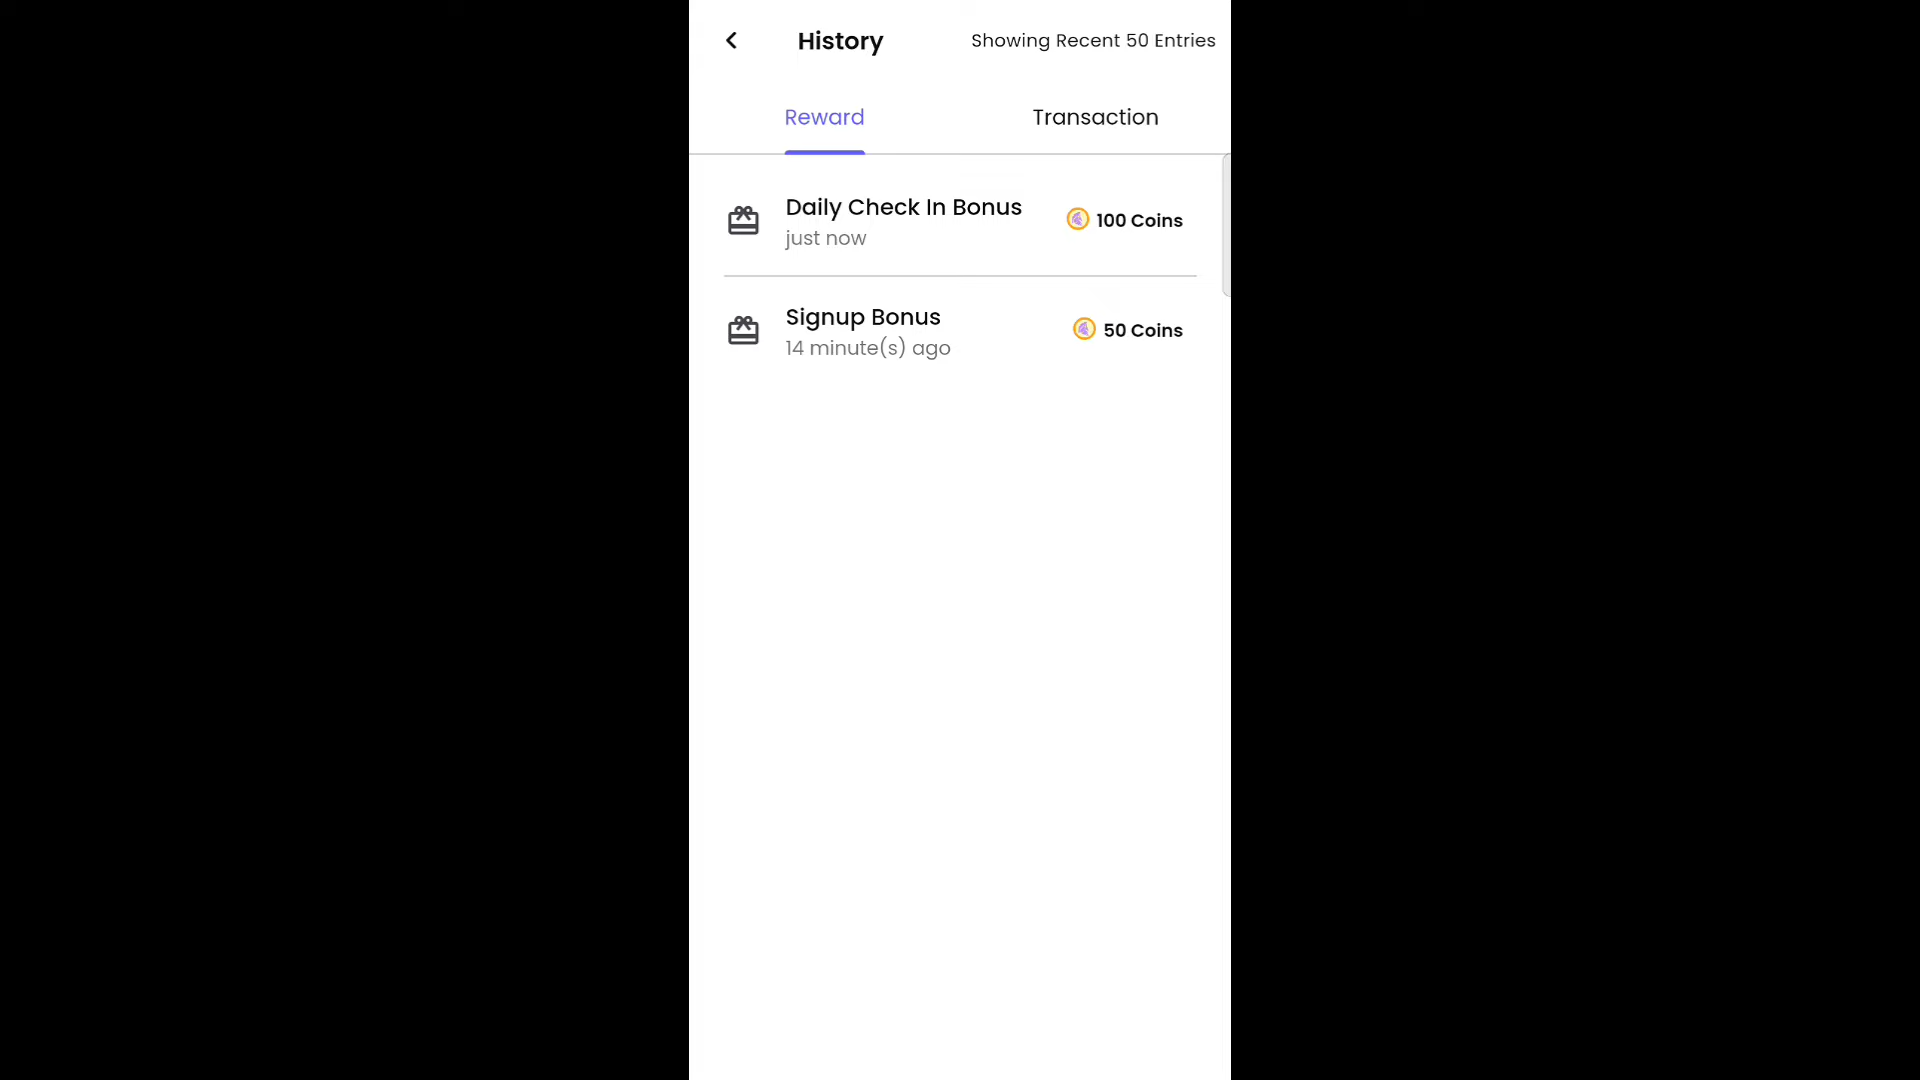 History
Showing Recent 50 Entries
Reward
Transaction
Daily Check In Bonus
just now
100 Coins
Signup Bonus
14 minute(s) ago
50 Coins